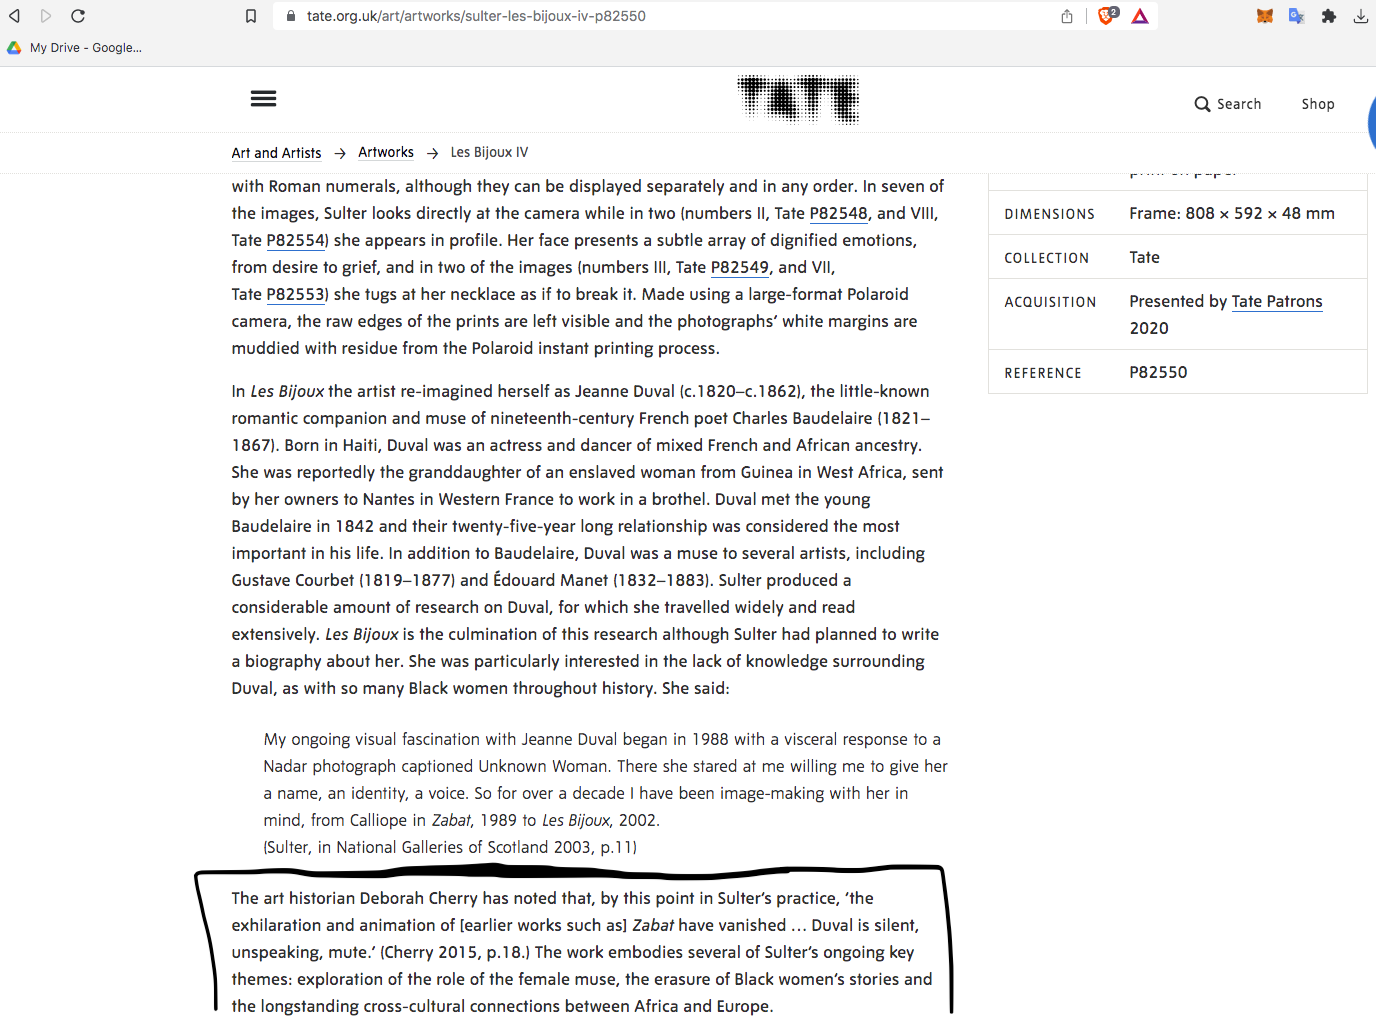 tate.org.uk/art/artworks/sulter-les-bijoux-iv-p82550
2
My Drive - Google...
TATE
Search
Shop
Art and Artists → Artworks → Les Bijoux IV
with Roman numerals, although they can be displayed separately and in any order. In seven of
the images, Sulter looks directly at the camera while in two (numbers II, Tate P82548, and VIII,
Tate P82554) she appears in profile. Her face presents a subtle array of dignified emotions,
from desire to grief, and in two of the images (numbers III, Tate P82549, and VII,
Tate P82553) she tugs at her necklace as if to break it. Made using a large-format Polaroid
camera, the raw edges of the prints are left visible and the photographs’ white margins are
muddied with residue from the Polaroid instant printing process.
In Les Bijoux the artist re-imagined herself as Jeanne Duval (c.1820–c.1862), the little-known
romantic companion and muse of nineteenth-century French poet Charles Baudelaire (1821–
1867). Born in Haiti, Duval was an actress and dancer of mixed French and African ancestry.
She was reportedly the granddaughter of an enslaved woman from Guinea in West Africa, sent
by her owners to Nantes in Western France to work in a brothel. Duval met the young
Baudelaire in 1842 and their twenty-five-year long relationship was considered the most
important in his life. In addition to Baudelaire, Duval was a muse to several artists, including
Gustave Courbet (1819–1877) and Édouard Manet (1832–1883). Sulter produced a
considerable amount of research on Duval, for which she travelled widely and read
extensively. Les Bijoux is the culmination of this research although Sulter had planned to write
a biography about her. She was particularly interested in the lack of knowledge surrounding
Duval, as with so many Black women throughout history. She said:
My ongoing visual fascination with Jeanne Duval began in 1988 with a visceral response to a
Nadar photograph captioned Unknown Woman. There she stared at me willing me to give her
a name, an identity, a voice. So for over a decade I have been image-making with her in
mind, from Calliope in Zabat, 1989 to Les Bijoux, 2002.
(Sulter, in National Galleries of Scotland 2003, p.11)
The art historian Deborah Cherry has noted that, by this point in Sulter’s practice, ‘the
exhilaration and animation of [earlier works such as] Zabat have vanished … Duval is silent,
unspeaking, mute.’ (Cherry 2015, p.18.) The work embodies several of Sulter’s ongoing key
themes: exploration of the role of the female muse, the erasure of Black women’s stories and
the longstanding cross-cultural connections between Africa and Europe.
print on paper
DIMENSIONS Frame: 808 × 592 × 48 mm
COLLECTION Tate
ACQUISITION Presented by Tate Patrons
2020
REFERENCE P82550